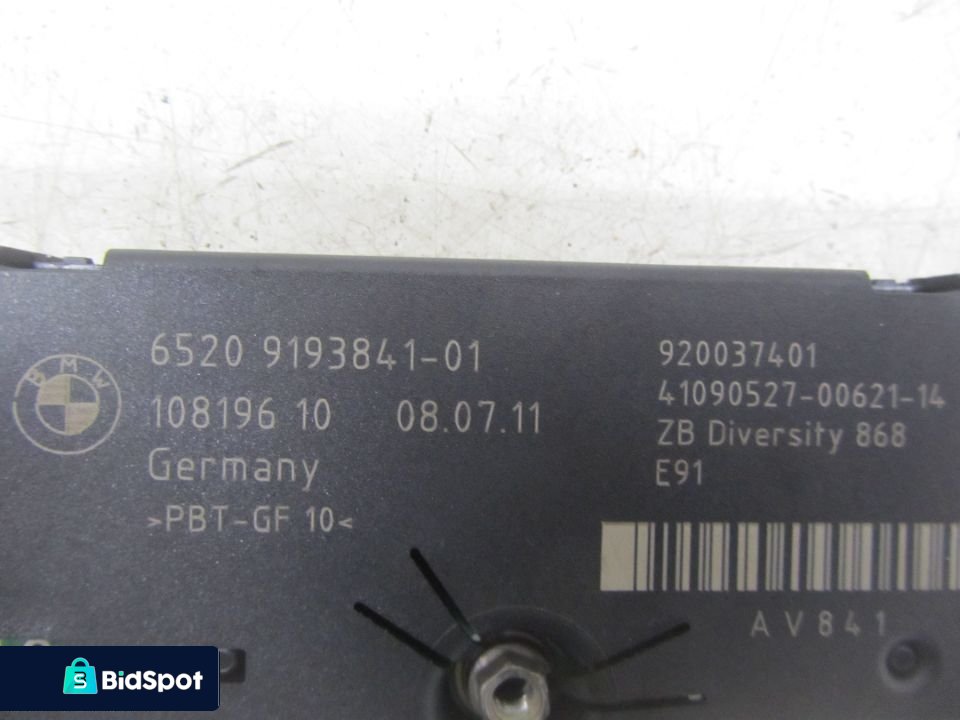 6520 9193841-01
108196 10 08.07.11
Germany
>PBT-GF 10<
BMW
920037401
41090527-00621-14
ZB Diversity 868
E91
AV841
BidSpot